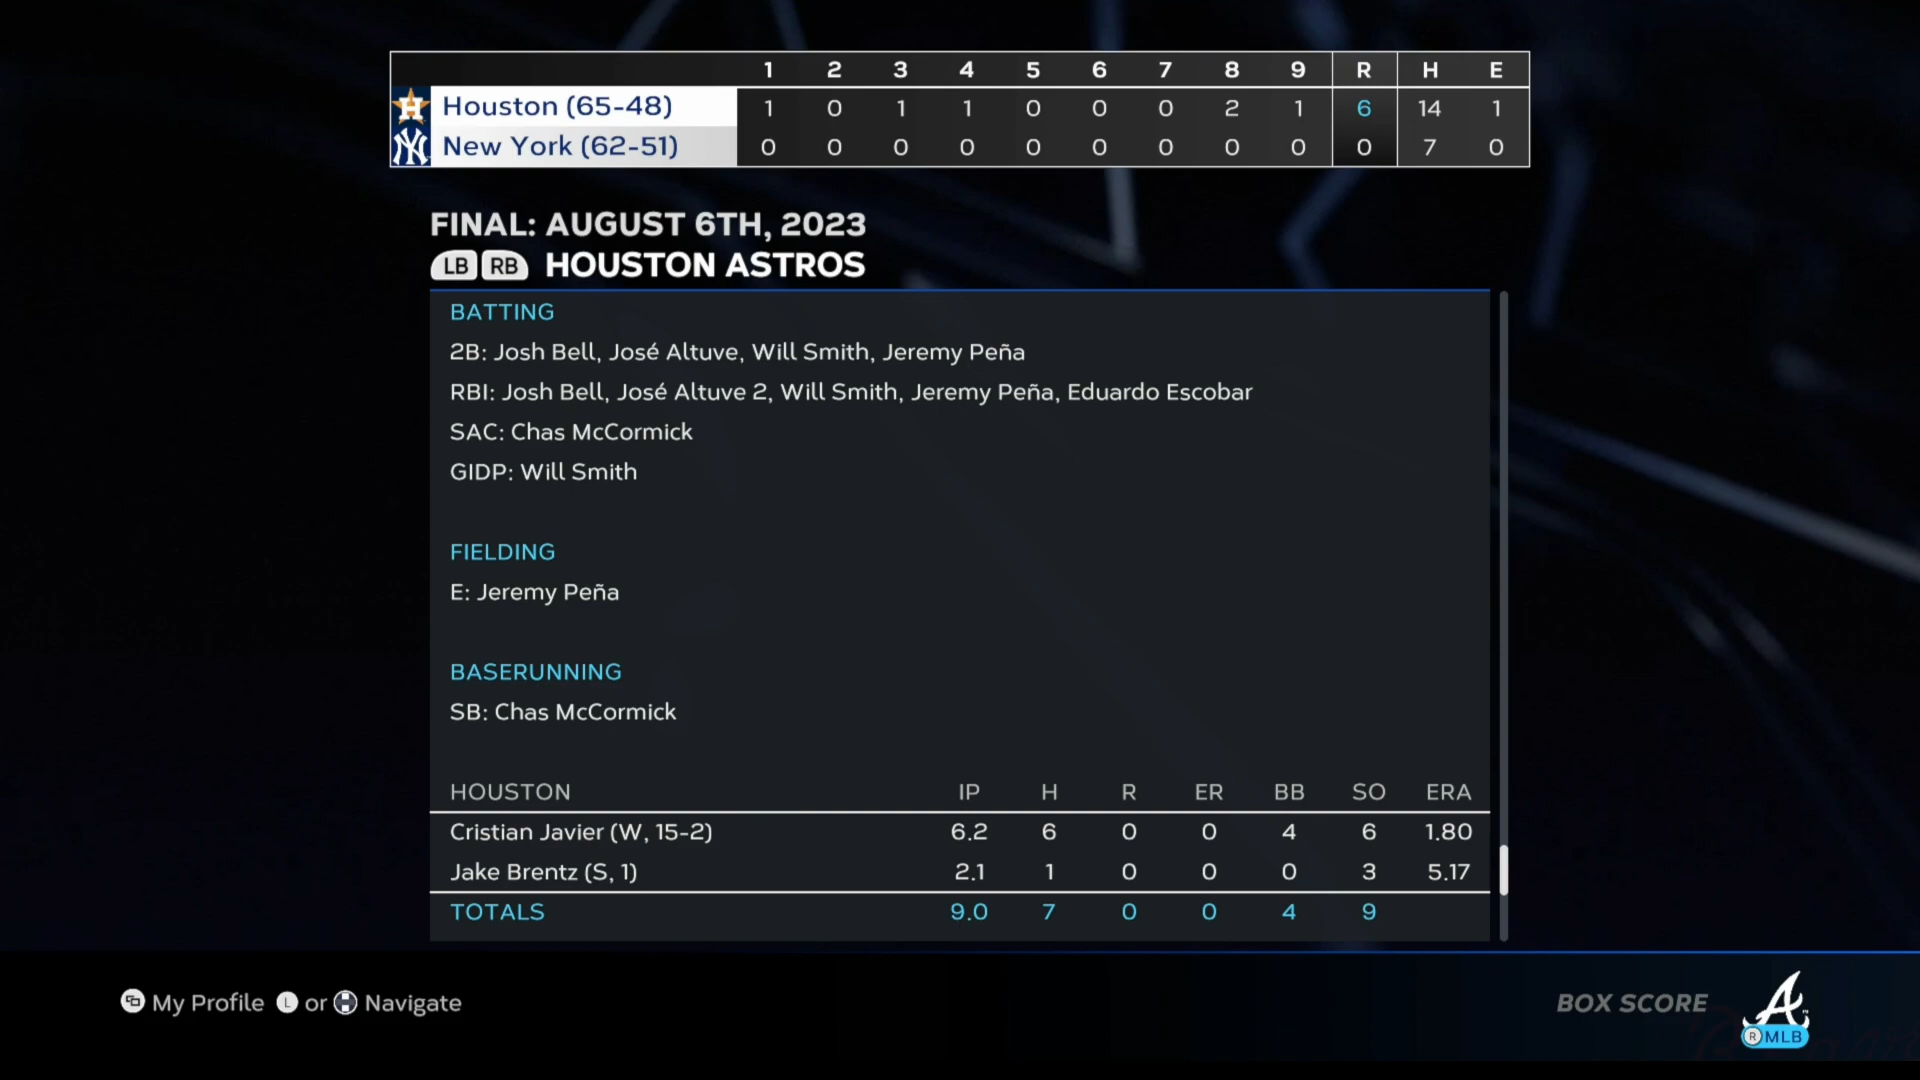 1 2 3 4 5 6 7 8 9 R H E
H Houston (65-48) 1 0 1 1 0 0 0 2 1 6 14 1
NY New York (62-51) 0 0 0 0 0 0 0 0 0 0 7 0
FINAL: AUGUST 6TH, 2023
LB RB HOUSTON ASTROS
BATTING
2B: Josh Bell, José Altuve, Will Smith, Jeremy Peña
RBI: Josh Bell, José Altuve 2, Will Smith, Jeremy Peña, Eduardo Escobar
SAC: Chas McCormick
GIDP: Will Smith
FIELDING
E: Jeremy Peña
BASERUNNING
SB: Chas McCormick
HOUSTON IP H R ER BB SO ERA
Cristian Javier (W, 15-2) 6.2 6 0 0 4 6 1.80
Jake Brentz (S, 1) 2.1 1 0 0 0 3 5.17
TOTALS 9.0 7 0 0 4 9
My Profile L or Navigate
BOX SCORE
A
R MLB